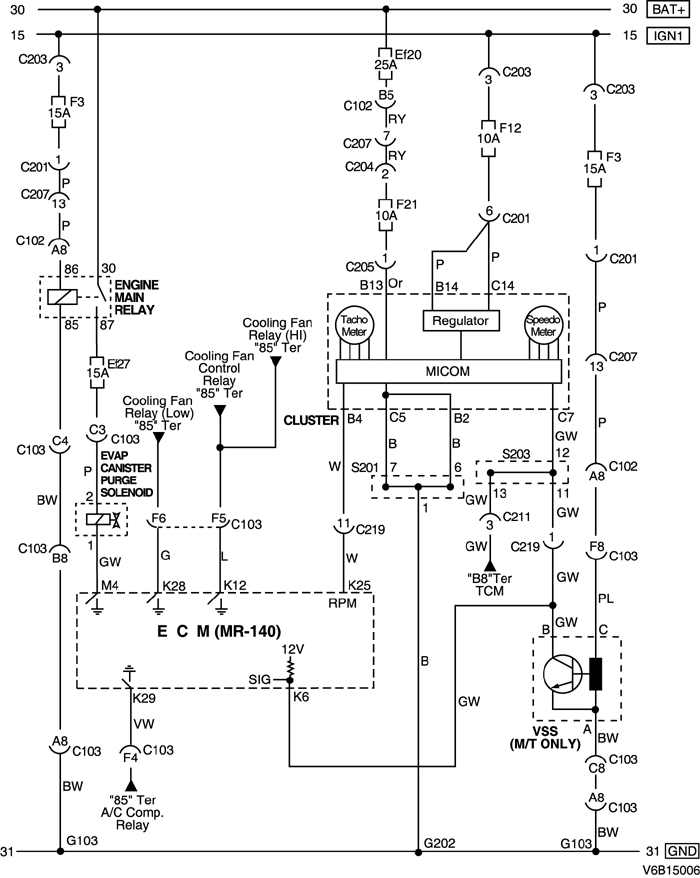 30 30 BAT+
15 15 IGN1
C203 3
F3 15A
1 C201
P
C207 13
P
C102 A8
86 30
ENGINE
MAIN
RELAY
85 87
Ef27
15A
C3 C103
C103 C4
P
EVAP
CANISTER
PURGE
SOLENOID
2
1
BW
C103 B8
GW
M4
Cooling Fan
Relay (Low)
"85" Ter
Cooling Fan
Control
Relay
"85" Ter
Cooling Fan
Relay (HI)
"85" Ter
F6 F5 C103
G L
K28 K12
Ef20
25A
B5
C102
RY
7
C207
RY
C204
2
F21
10A
1
C205
B13 Or
3 C203
F12
10A
6
C201
P P
B14 C14
Tacho
Meter
Regulator
Speedo
Meter
MICOM
CLUSTER
B4 C5 B2 C7
W B B GW
S201 7 6
1
S203 12
13 11
GW GW
3 C211
GW
"B8"Ter
TCM
C219 1
GW
11 C219
W
K25
RPM
E C M (MR-140)
12V
SIG
K6
K29
VW
C103
F4
"85" Ter
A/C Comp.
Relay
A8 C103
BW
G103
B
GW
G202
3 C203
F3
15A
1
C201
P
C207
13
P
C102
A8
F8
C103
PL
B GW C
VSS
(M/T ONLY)
A
BW
C103
C8
A8
C103
BW
G103
31 31 GND
V6B15006